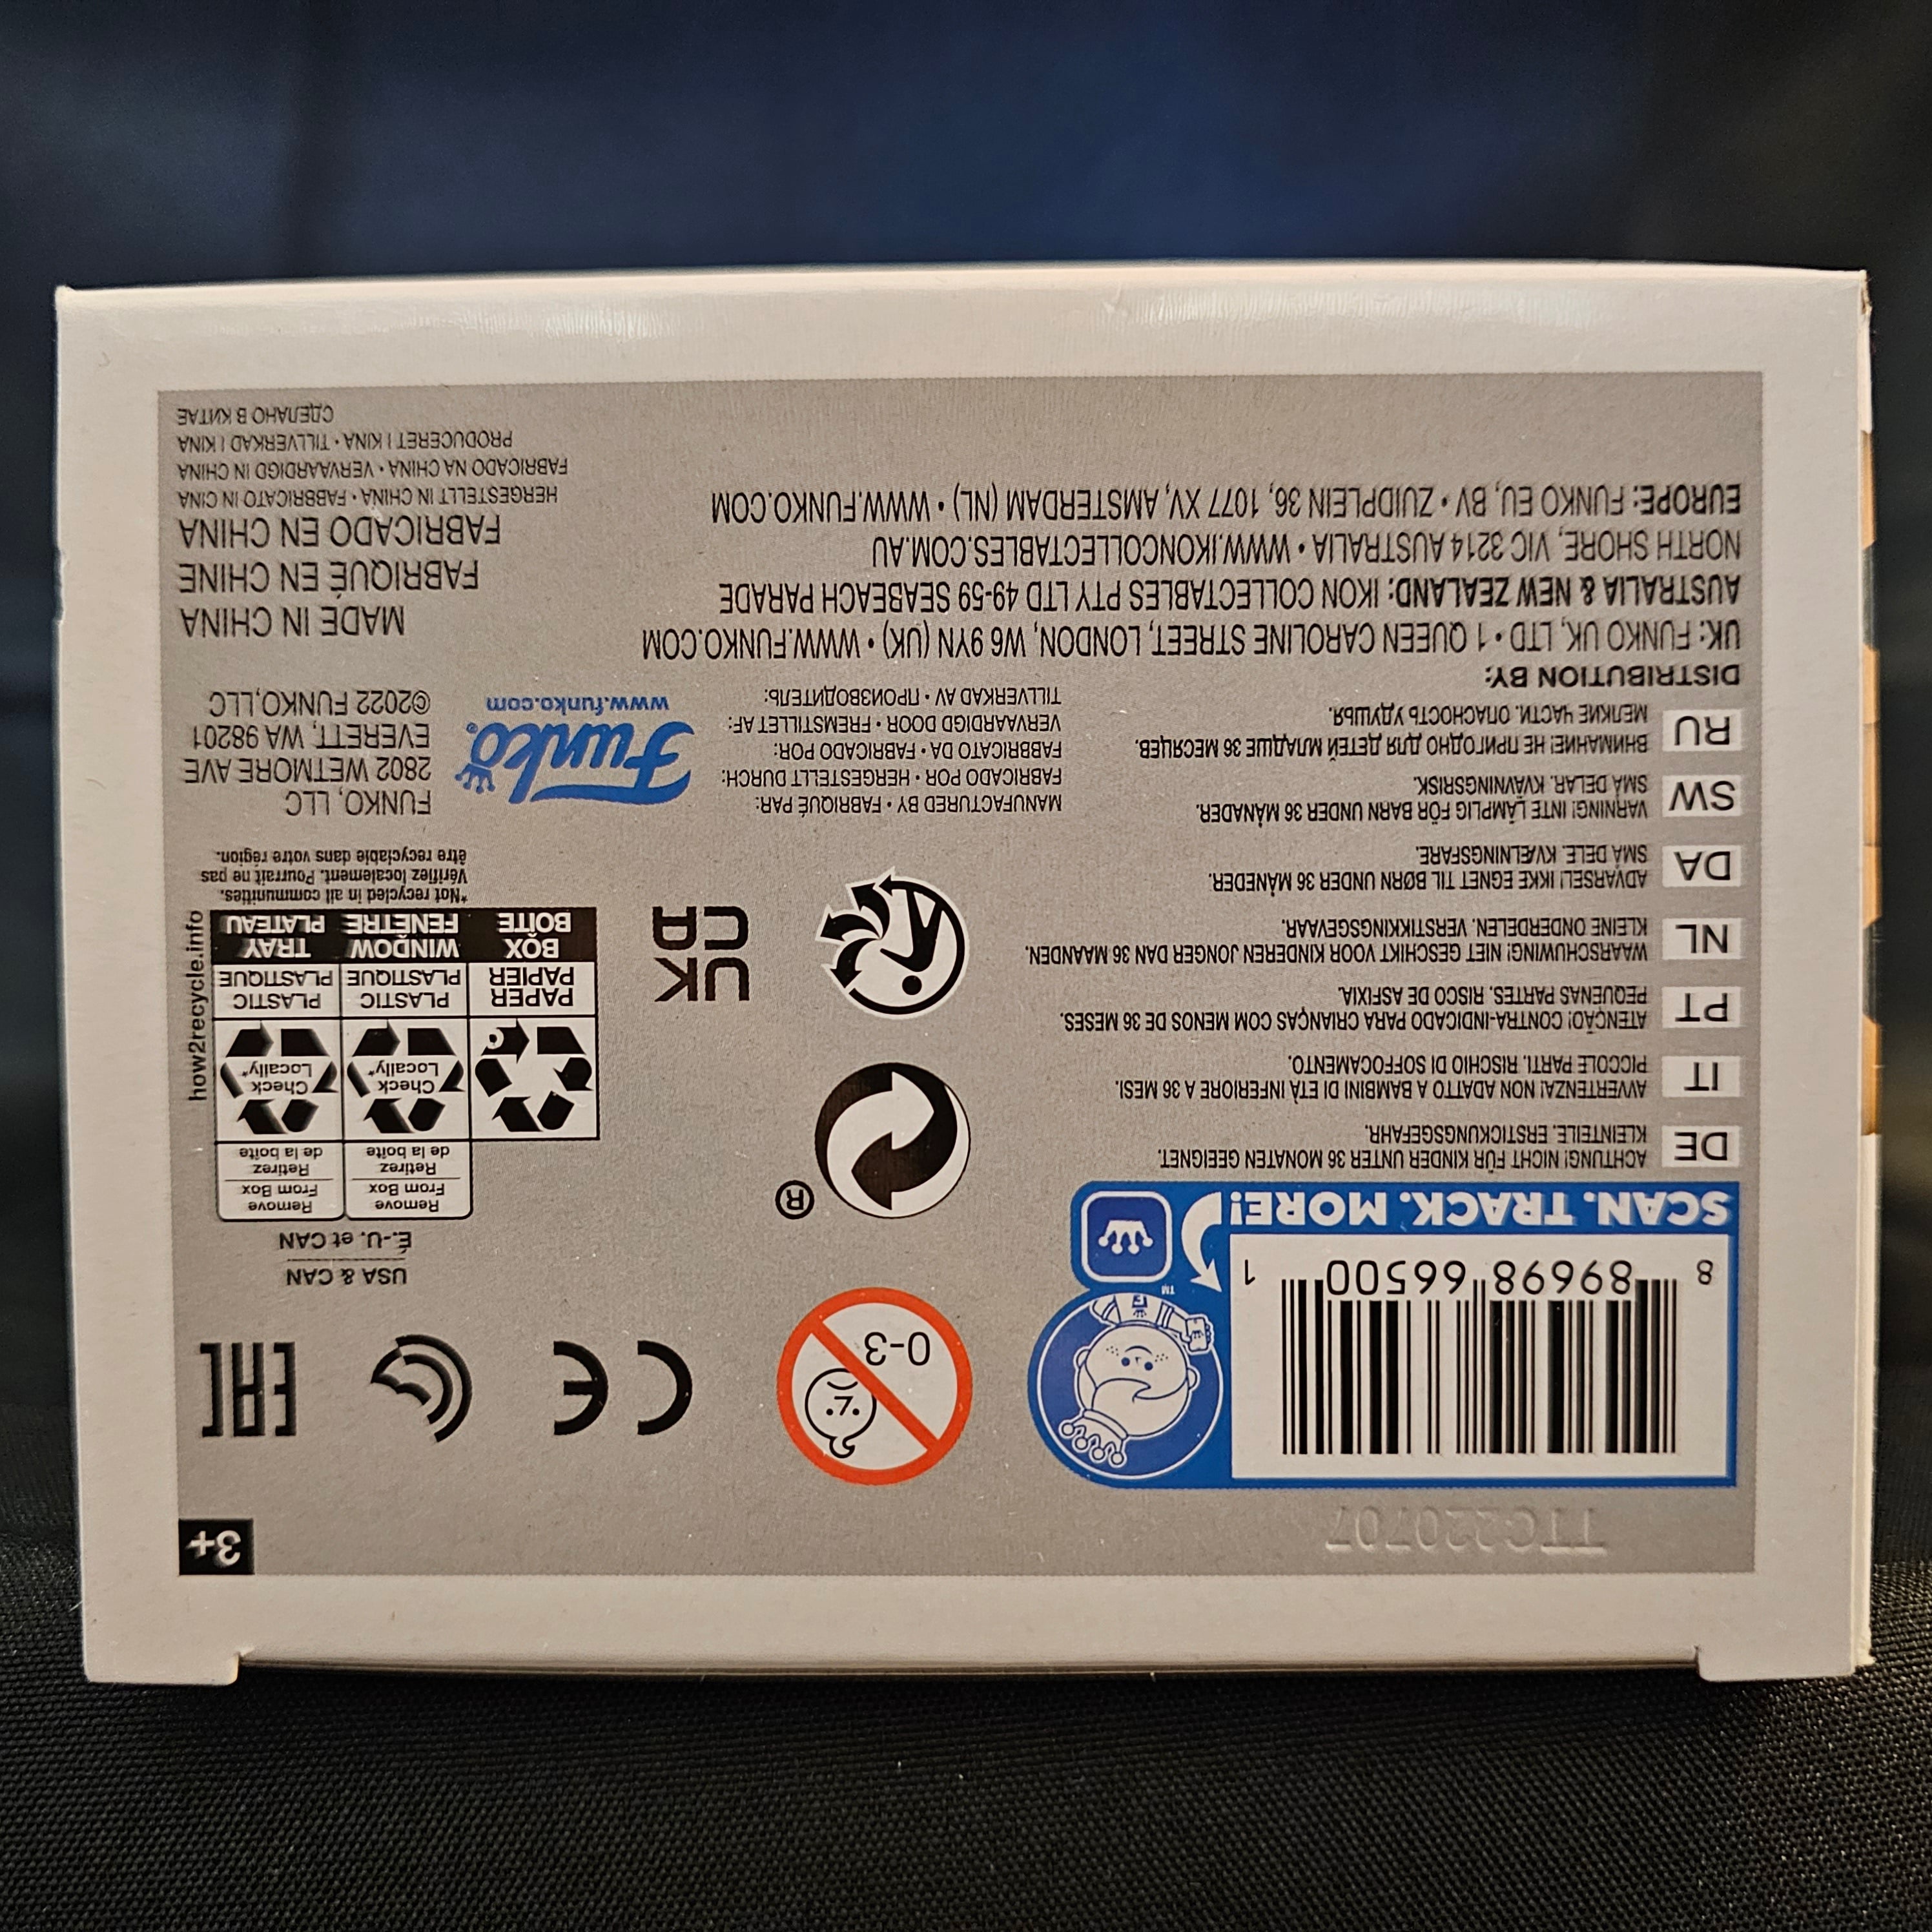 TTC220707
3+
8 89698 66500 1
™
SCAN. TRACK. MORE!
DE
ACHTUNG! NICHT FÜR KINDER UNTER 36 MONATEN GEEIGNET.
KLEINTEILE. ERSTICKUNGSGEFAHR.
IT
AVVERTENZA! NON ADATTO A BAMBINI DI ETÀ INFERIORE A 36 MESI.
PICCOLE PARTI. RISCHIO DI SOFFOCAMENTO.
PT
ATENÇÃO! CONTRA-INDICADO PARA CRIANÇAS COM MENOS DE 36 MESES.
PEQUENAS PARTES. RISCO DE ASFIXIA.
NL
WAARSCHUWING! NIET GESCHIKT VOOR KINDEREN JONGER DAN 36 MAANDEN.
KLEINE ONDERDELEN. VERSTIKKINGSGEVAAR.
DA
ADVARSEL! IKKE EGNET TIL BØRN UNDER 36 MÅNEDER.
SMÅ DELE. KVÆLNINGSFARE.
SW
VARNING! INTE LÄMPLIG FÖR BARN UNDER 36 MÅNADER.
SMÅ DELAR. KVÄVNINGSRISK.
RU
ВНИМАНИЕ! НЕ ПРИГОДНО ДЛЯ ДЕТЕЙ МЛАДШЕ 36 МЕСЯЦЕВ.
МЕЛКИЕ ЧАСТИ. ОПАСНОСТЬ УДУШЬЯ.
0-3
CE
EAC
®
UK
CA
USA & CAN
É.-U. et CAN
Remove
From Box
Retirez
de la boîte
Remove
From Box
Retirez
de la boîte
Check
Locally*
Check
Locally*
PAPER
PAPIER
PLASTIC
PLASTIQUE
PLASTIC
PLASTIQUE
BOX
BOÎTE
WINDOW
FENÊTRE
TRAY
PLATEAU
how2recycle.info
*Not recycled in all communities.
Vérifiez localement. Pourrait ne pas
être recyclable dans votre région.
MANUFACTURED BY • FABRIQUÉ PAR:
FABRICADO POR • HERGESTELLT DURCH:
FABBRICATO DA • FABRICADO POR:
VERVAARDIGD DOOR • FREMSTILLET AF:
TILLVERKAD AV • ПРОИЗВОДИТЕЛЬ:
Funko®
www.funko.com
FUNKO, LLC
2802 WETMORE AVE
EVERETT, WA 98201
©2022 FUNKO,LLC
DISTRIBUTION BY:
UK: FUNKO UK, LTD • 1 QUEEN CAROLINE STREET, LONDON, W6 9YN (UK) • WWW.FUNKO.COM
AUSTRALIA & NEW ZEALAND: IKON COLLECTABLES PTY LTD 49-59 SEABEACH PARADE
NORTH SHORE, VIC 3214 AUSTRALIA • WWW.IKONCOLLECTABLES.COM.AU
EUROPE: FUNKO EU, BV • ZUIDPLEIN 36, 1077 XV, AMSTERDAM (NL) • WWW.FUNKO.COM
MADE IN CHINA
FABRIQUÉ EN CHINE
FABRICADO EN CHINA
HERGESTELLT IN CHINA • FABBRICATO IN CINA
FABRICADO NA CHINA • VERVAARDIGD IN CHINA
PRODUCERET I KINA • TILLVERKAD I KINA
СДЕЛАНО В КИТАЕ